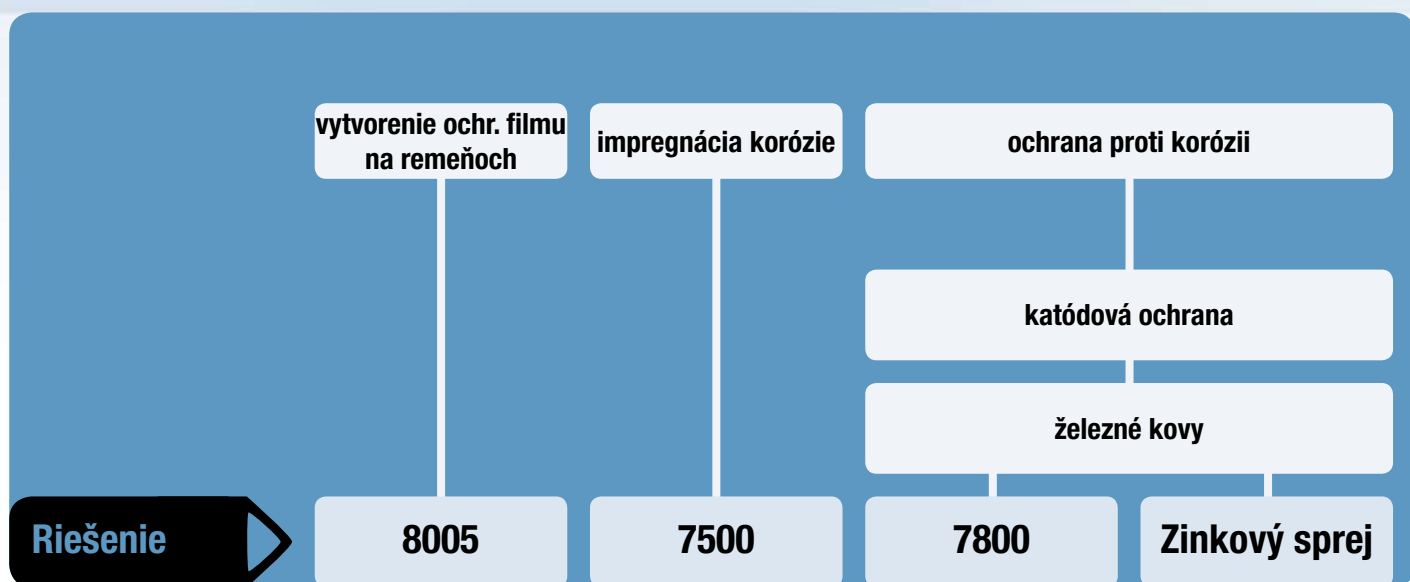 vytvorenie ochr. filmu
na remeňoch
impregnácia korózie
ochrana proti korózii
katódová ochrana
železné kovy
Riešenie
8005
7500
7800
Zinkový sprej